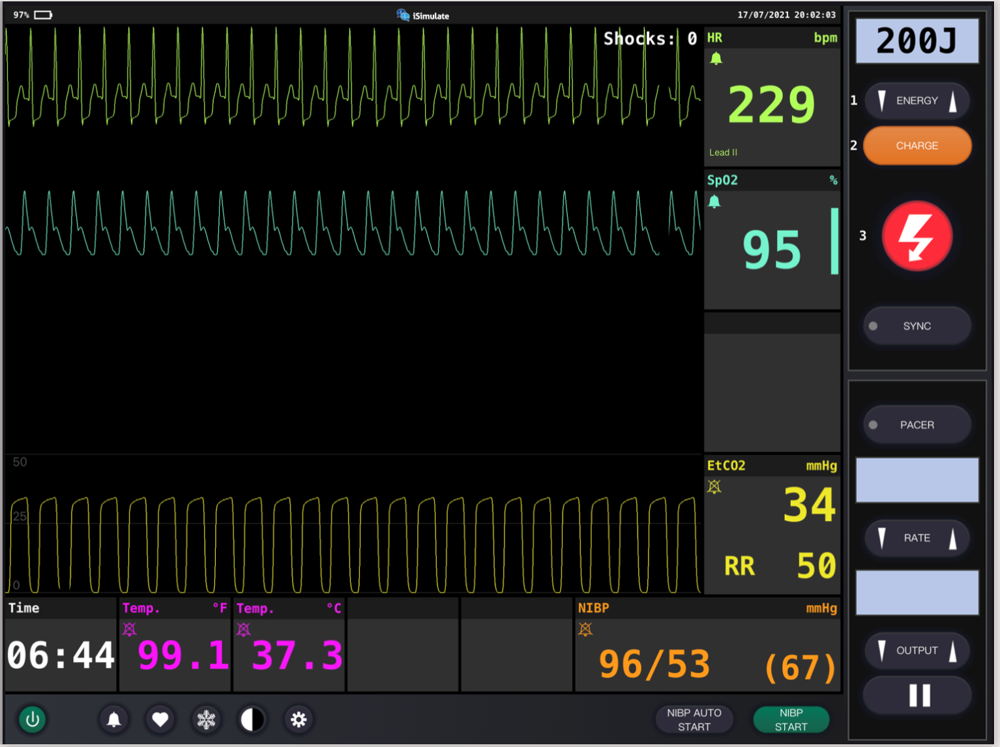 97%
iSimulate
17/07/2021 20:02:03
Shocks: 0
HR bpm
229
Lead II
SpO2 %
95
50
25
0
EtCO2 mmHg
34
RR 50
Time
06:44
Temp. °F
99.1
Temp. °C
37.3
NIBP mmHg
96/53 (67)
NIBP AUTO
START
NIBP
START
200J
1 ENERGY
2 CHARGE
3
SYNC
PACER
RATE
OUTPUT